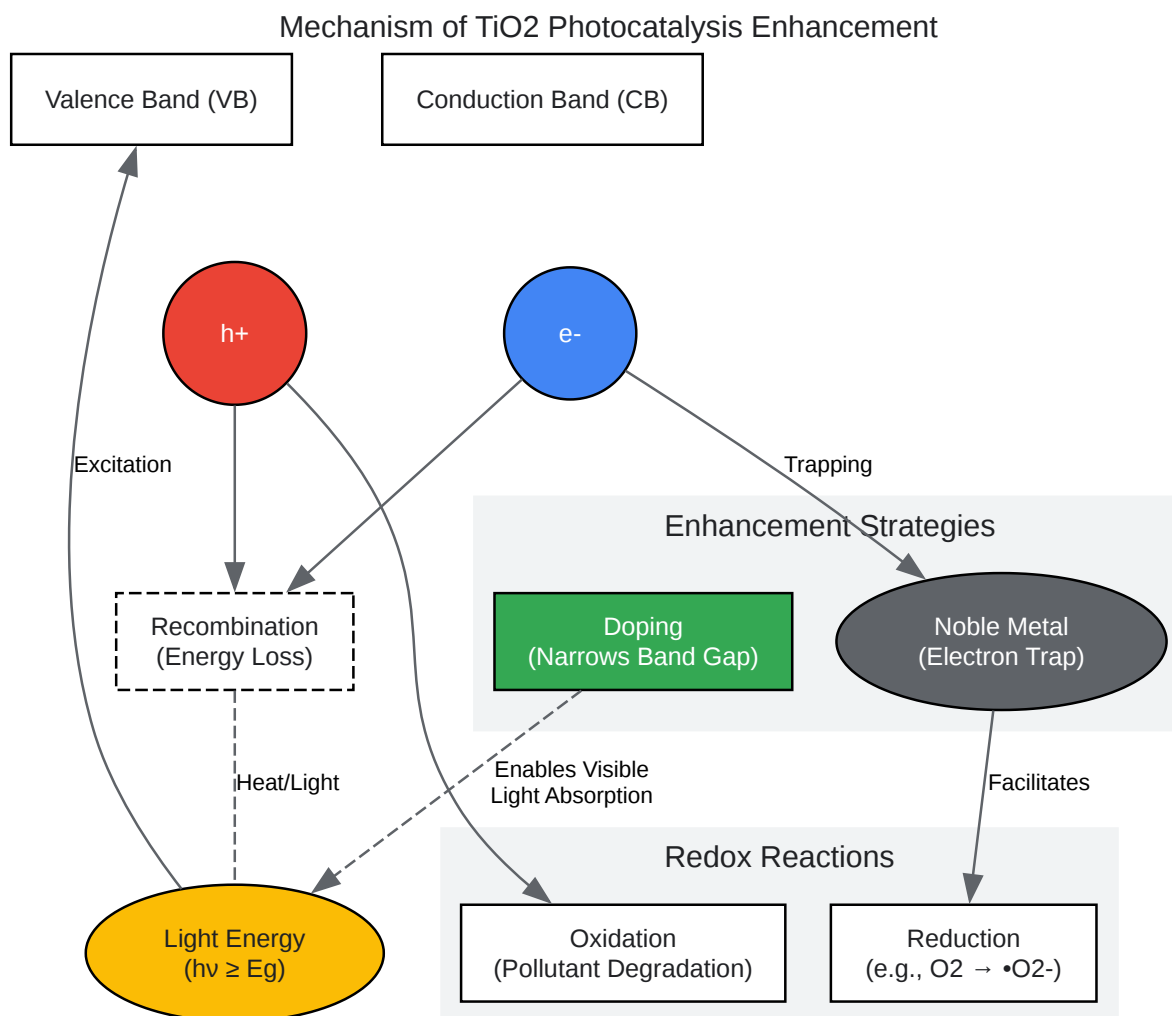 Mechanism of TiO2 Photocatalysis Enhancement
Valence Band (VB)
Conduction Band (CB)
h+
e-
Excitation
Trapping
Enhancement Strategies
Recombination
(Energy Loss)
Doping
(Narrows Band Gap)
Noble Metal
(Electron Trap)
Heat/Light
Enables Visible
Light Absorption
Facilitates
Redox Reactions
Light Energy
(hν ≥ Eg)
Oxidation
(Pollutant Degradation)
Reduction
(e.g., O2 → •O2-)